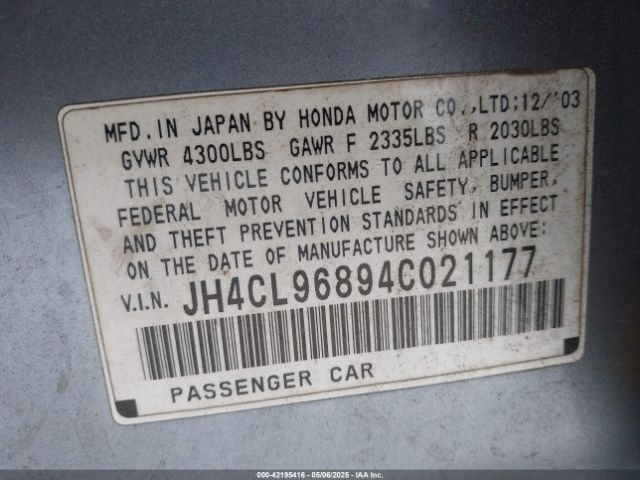 MFD. IN JAPAN BY HONDA MOTOR CO., LTD; 12/'03
GVWR 4300LBS GAWR F 2335LBS R 2030LBS
THIS VEHICLE CONFORMS TO ALL APPLICABLE
FEDERAL MOTOR VEHICLE SAFETY, BUMPER,
AND THEFT PREVENTION STANDARDS IN EFFECT
ON THE DATE OF MANUFACTURE SHOWN ABOVE:
V.I.N. JH4CL96894C021177
PASSENGER CAR
000-42195416 - 05/06/2025 - IAA Inc.